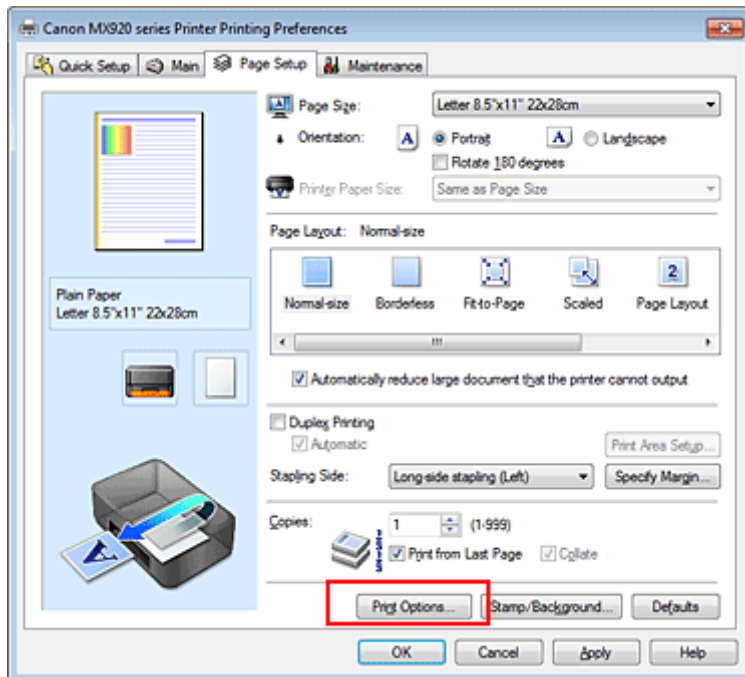 Canon MX920 series Printer Printing Preferences
Quick Setup Main Page Setup Maintenance
Page Size: Letter 8.5"x11" 22x28cm
Orientation: A Portrait A Landscape
Rotate 180 degrees
Printer Paper Size: Same as Page Size
Page Layout: Normal-size
2
Normal-size Borderless Fit-to-Page Scaled Page Layout
Plain Paper
Letter 8.5"x11" 22x28cm
Automatically reduce large document that the printer cannot output
Duplex Printing
Automatic Print Area Setup...
Stapling Side: Long-side stapling (Left) Specify Margin...
Copies: 1 (1-999)
Print from Last Page Collate
A
Print Options... Stamp/Background... Defaults
OK Cancel Apply Help